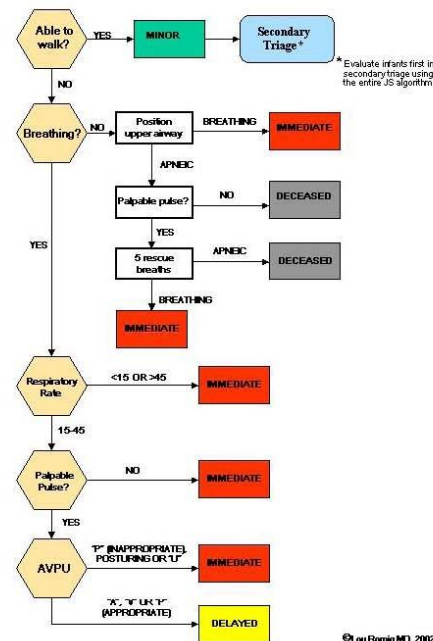 Able to
walk?
YES
MINOR
Secondary
Triage*
* Evaluate infants first in
secondary triage using
the entire JS algorithm
NO
Breathing?
NO
Position
upper airway
BREATHING
IMMEDIATE
APNEIC
Palpable pulse?
NO
DECEASED
YES
5 rescue
breaths
APNEIC
DECEASED
BREATHING
IMMEDIATE
YES
Respiratory
Rate
<15 OR >45
IMMEDIATE
15-45
Palpable
Pulse?
NO
IMMEDIATE
YES
AVPU
"P" (INAPPROPRIATE),
POSTURING OR "U"
IMMEDIATE
"A", "V" OR "P"
(APPROPRIATE)
DELAYED
©Lou Romig MD, 2002